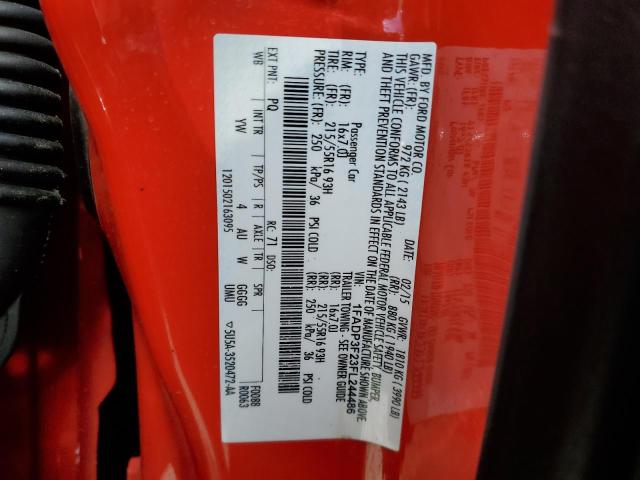 MFD. BY FORD MOTOR CO.
DATE: 02/15 GVWR: 1810 KG ( 3990 LB)
GAWR: (FR): 972 KG ( 2143 LB) (RR): 880 KG ( 1940 LB)
THIS VEHICLE CONFORMS TO ALL APPLICABLE FEDERAL MOTOR VEHICLE SAFETY, BUMPER
AND THEFT PREVENTION STANDARDS IN EFFECT ON THE DATE OF MANUFACTURE SHOWN ABOVE
VIN: 1FADP3F23FL244486
TYPE: Passenger Car TRAILER TOWING - SEE OWNER GUIDE
RIM: (FR): 16x7.0J (RR): 16x7.0J
TIRE: (FR): 215/55R16 93H (RR): 215/55R16 93H
PRESSURE: (FR): 250 kPa/ 36 PSI COLD (RR): 250 kPa/ 36 PSI COLD
EXT PNT: PQ RC: 71 DSO: F0088
R0063
WB INT TR TP/PS R AXLE TR SPR
YW 4 AU W GGGG UMU
1201502163095 ▽ 5U5A-3520472-AA